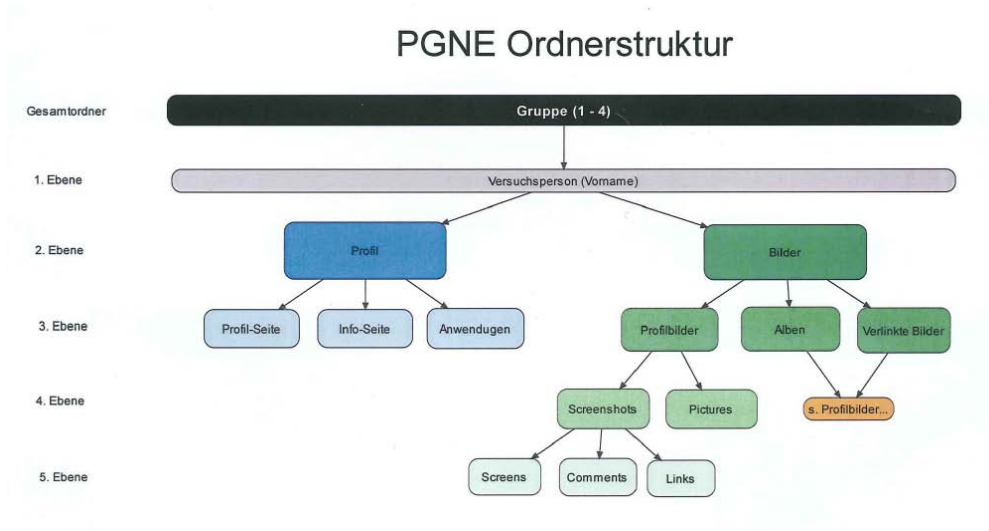 PGNE Ordnerstruktur
Gesamtordner
Gruppe (1 - 4)
1. Ebene
Versuchsperson (Vorname)
2. Ebene
Profil
Bilder
3. Ebene
Profil-Seite
Info-Seite
Anwendugen
Profilbilder
Alben
Verlinkte Bilder
4. Ebene
Screenshots
Pictures
s. Profilbilder...
5. Ebene
Screens
Comments
Links